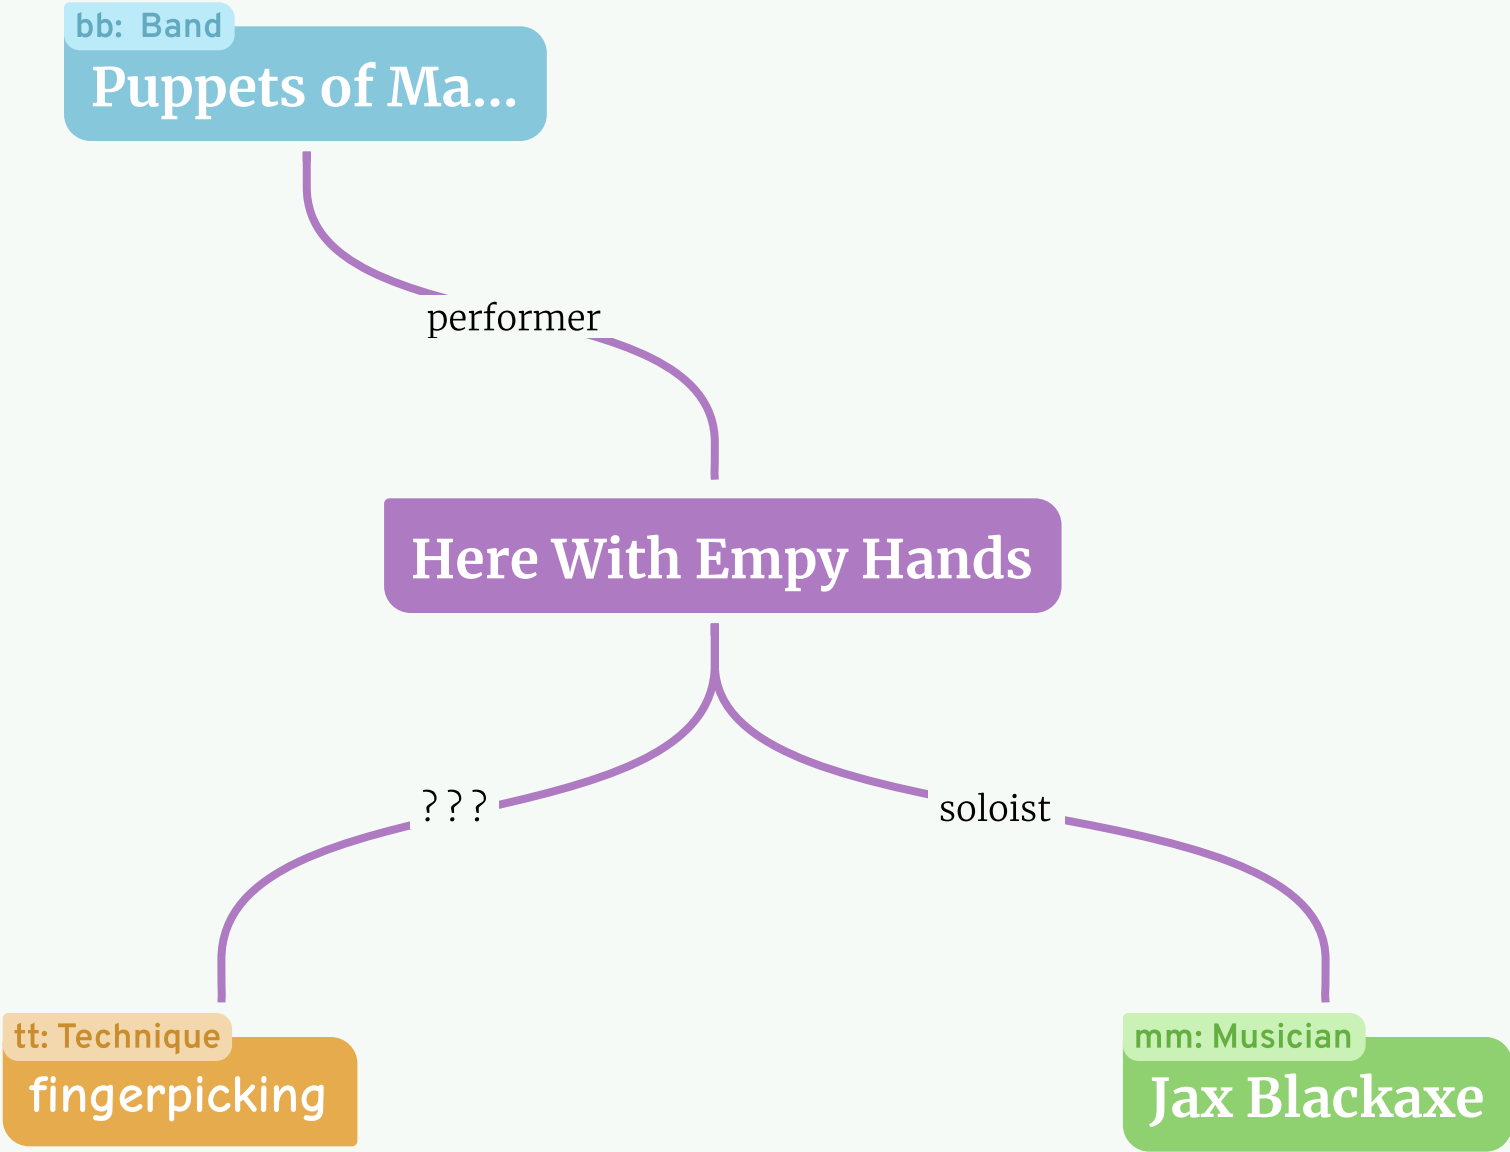 bb: Band
Puppets of Ma...
performer
Here With Empy Hands
???
soloist
tt: Technique
fingerpicking
mm: Musician
Jax Blackaxe